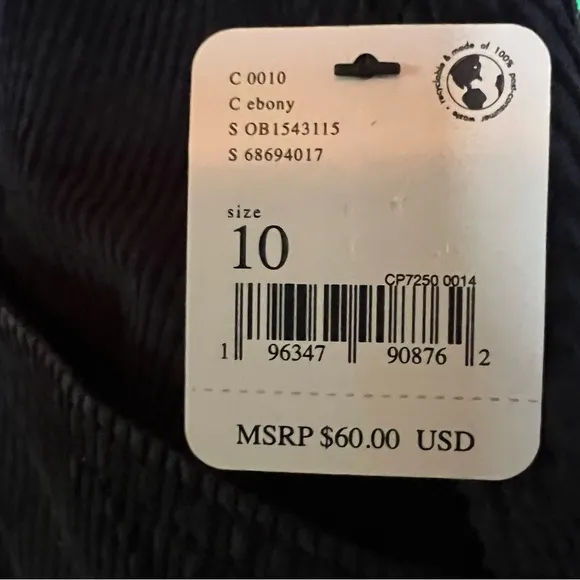 C 0010
C ebony
S OB1543115
S 68694017
recyclable & made of 100% post-consumer waste •
size
10
CP7250 0014
1 96347 90876 2
MSRP $60.00 USD